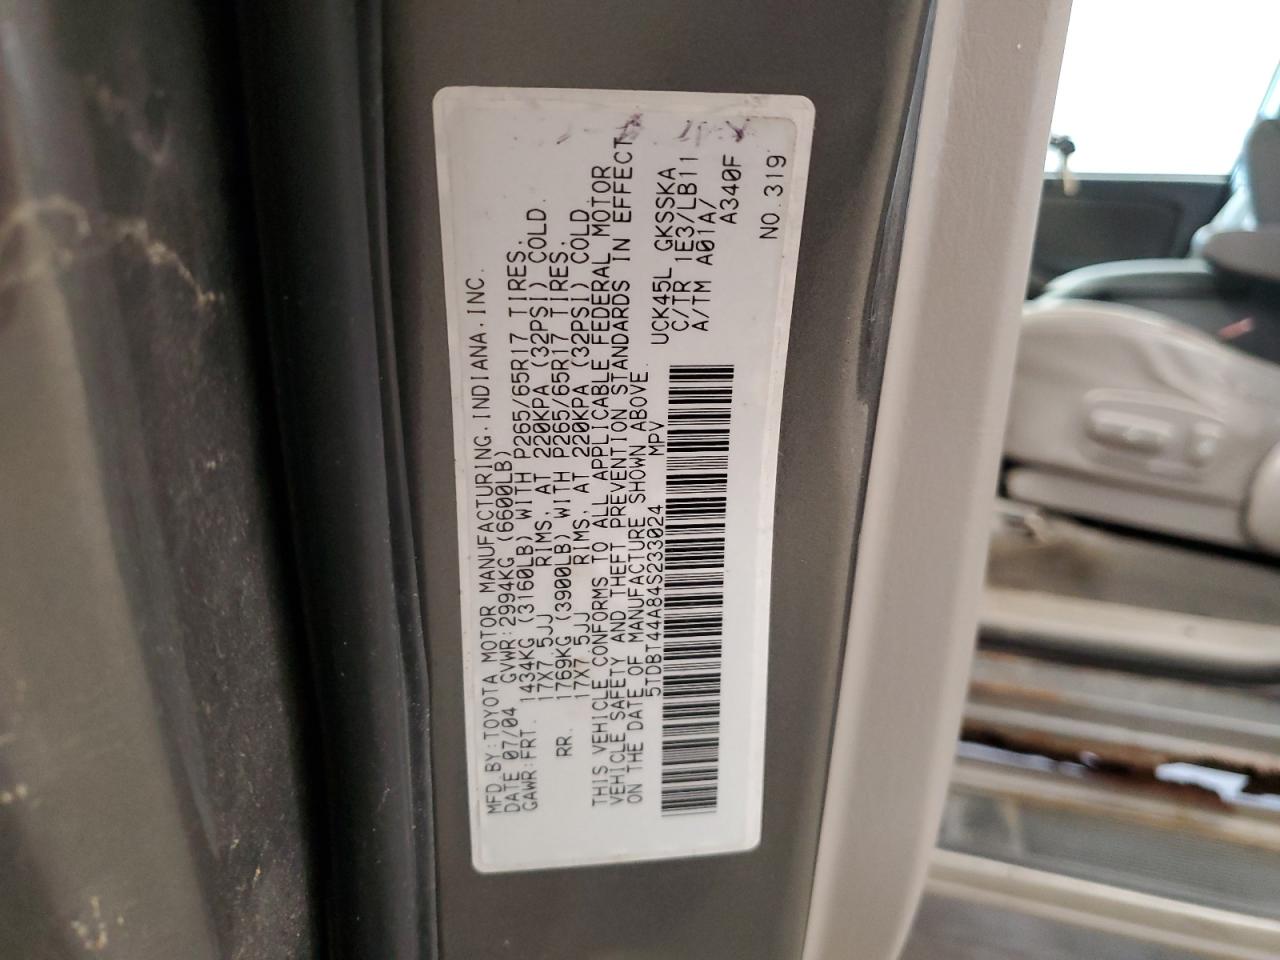 MFD.BY:TOYOTA MOTOR MANUFACTURING.INDIANA.INC.
DATE 07/04 GVWR:2994KG (6600LB)
GAWR:FRT. 1434KG (3160LB) WITH P265/65R17 TIRES.
17X7.5JJ RIMS, AT 220KPA (32PSI) COLD.
RR. 1769KG (3900LB) WITH P265/65R17 TIRES.
17X7.5JJ RIMS, AT 220KPA (32PSI) COLD.
THIS VEHICLE CONFORMS TO ALL APPLICABLE FEDERAL MOTOR
VEHICLE SAFETY AND THEFT PREVENTION STANDARDS IN EFFECT
ON THE DATE OF MANUFACTURE SHOWN ABOVE.
5TDBT44A84S233024 MPV
UCK45L GKSSKA
C/TR 1E3/LB11
A/TM A01A/
A340F
NO.319